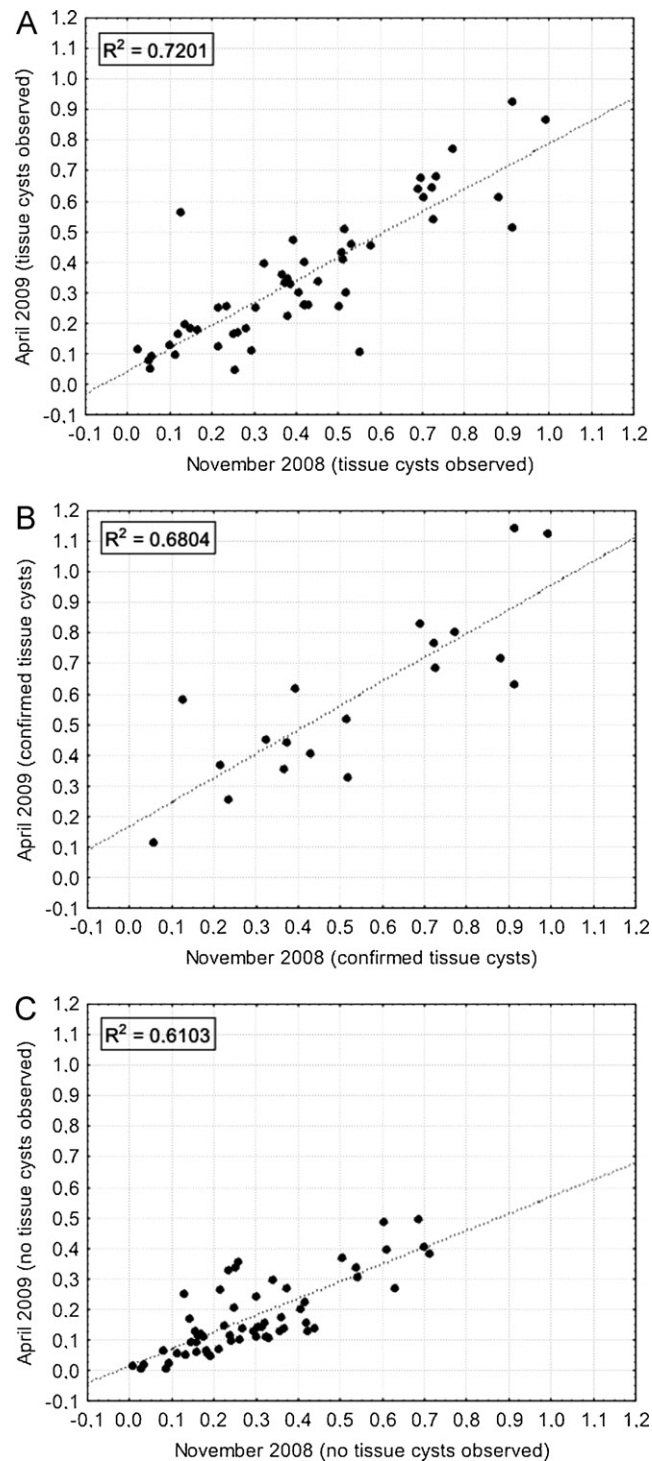 A
R² = 0.7201
April 2009 (tissue cysts observed)
1.2
1.1
1.0
0.9
0.8
0.7
0.6
0.5
0.4
0.3
0.2
0.1
0.0
-0.1
-0.1 0.0 0.1 0.2 0.3 0.4 0.5 0.6 0.7 0.8 0.9 1.0 1.1 1.2
November 2008 (tissue cysts observed)
B
R² = 0.6804
April 2009 (confirmed tissue cysts)
1.2
1.1
1.0
0.9
0.8
0.7
0.6
0.5
0.4
0.3
0.2
0.1
0.0
-0.1
-0.1 0.0 0.1 0.2 0.3 0.4 0.5 0.6 0.7 0.8 0.9 1.0 1.1 1.2
November 2008 (confirmed tissue cysts)
C
R² = 0.6103
April 2009 (no tissue cysts observed)
1.2
1.1
1.0
0.9
0.8
0.7
0.6
0.5
0.4
0.3
0.2
0.1
0.0
-0.1
-0.1 0.0 0.1 0.2 0.3 0.4 0.5 0.6 0.7 0.8 0.9 1.0 1.1 1.2
November 2008 (no tissue cysts observed)